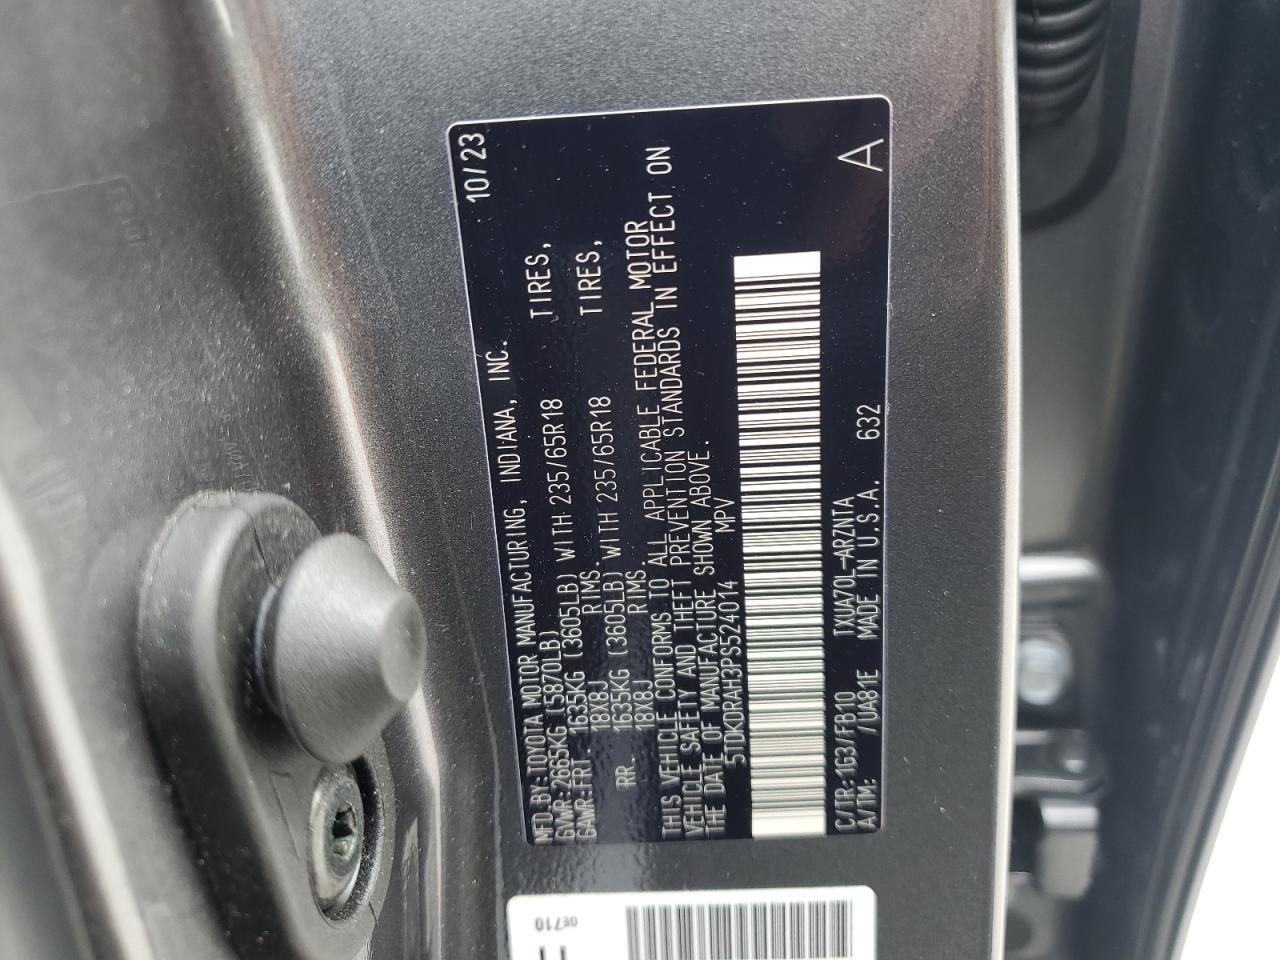 MFD. BY: TOYOTA MOTOR MANUFACTURING, INDIANA, INC. 10/23
GVWR: 2665KG (5870LB)
GAWR: FRT. 1635KG (3605LB) WITH 235/65R18 TIRES,
18X8J RIMS.
RR. 1635KG (3605LB) WITH 235/65R18 TIRES,
18X8J RIMS.
THIS VEHICLE CONFORMS TO ALL APPLICABLE FEDERAL MOTOR
VEHICLE SAFETY AND THEFT PREVENTION STANDARDS IN EFFECT ON
THE DATE OF MANUFACTURE SHOWN ABOVE.
5TDKDRAH3PS524014 MPV
C/TR: 1G3/FB10 TXUA70L-ARZNTA 632 A
A/TM: /UA81E MADE IN U.S.A.
0E710